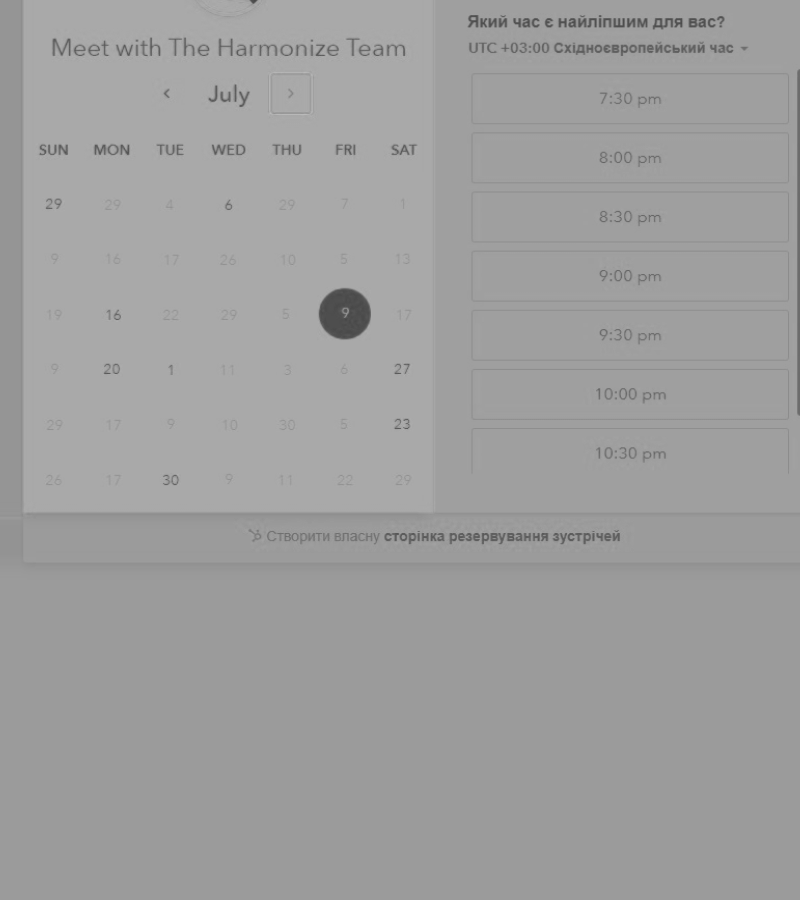 Meet with The Harmonize Team
July
SUN MON TUE WED THU FRI SAT
29 29 4 6 29 7 1
9 16 17 26 10 5 13
19 16 22 29 5 9 17
9 20 1 11 3 6 27
29 17 9 10 30 5 23
26 17 30 9 11 22 29
Який час є найліпшим для вас?
UTC +03:00 Східноєвропейський час
7:30 pm
8:00 pm
8:30 pm
9:00 pm
9:30 pm
10:00 pm
10:30 pm
Створити власну сторінка резервування зустрічей